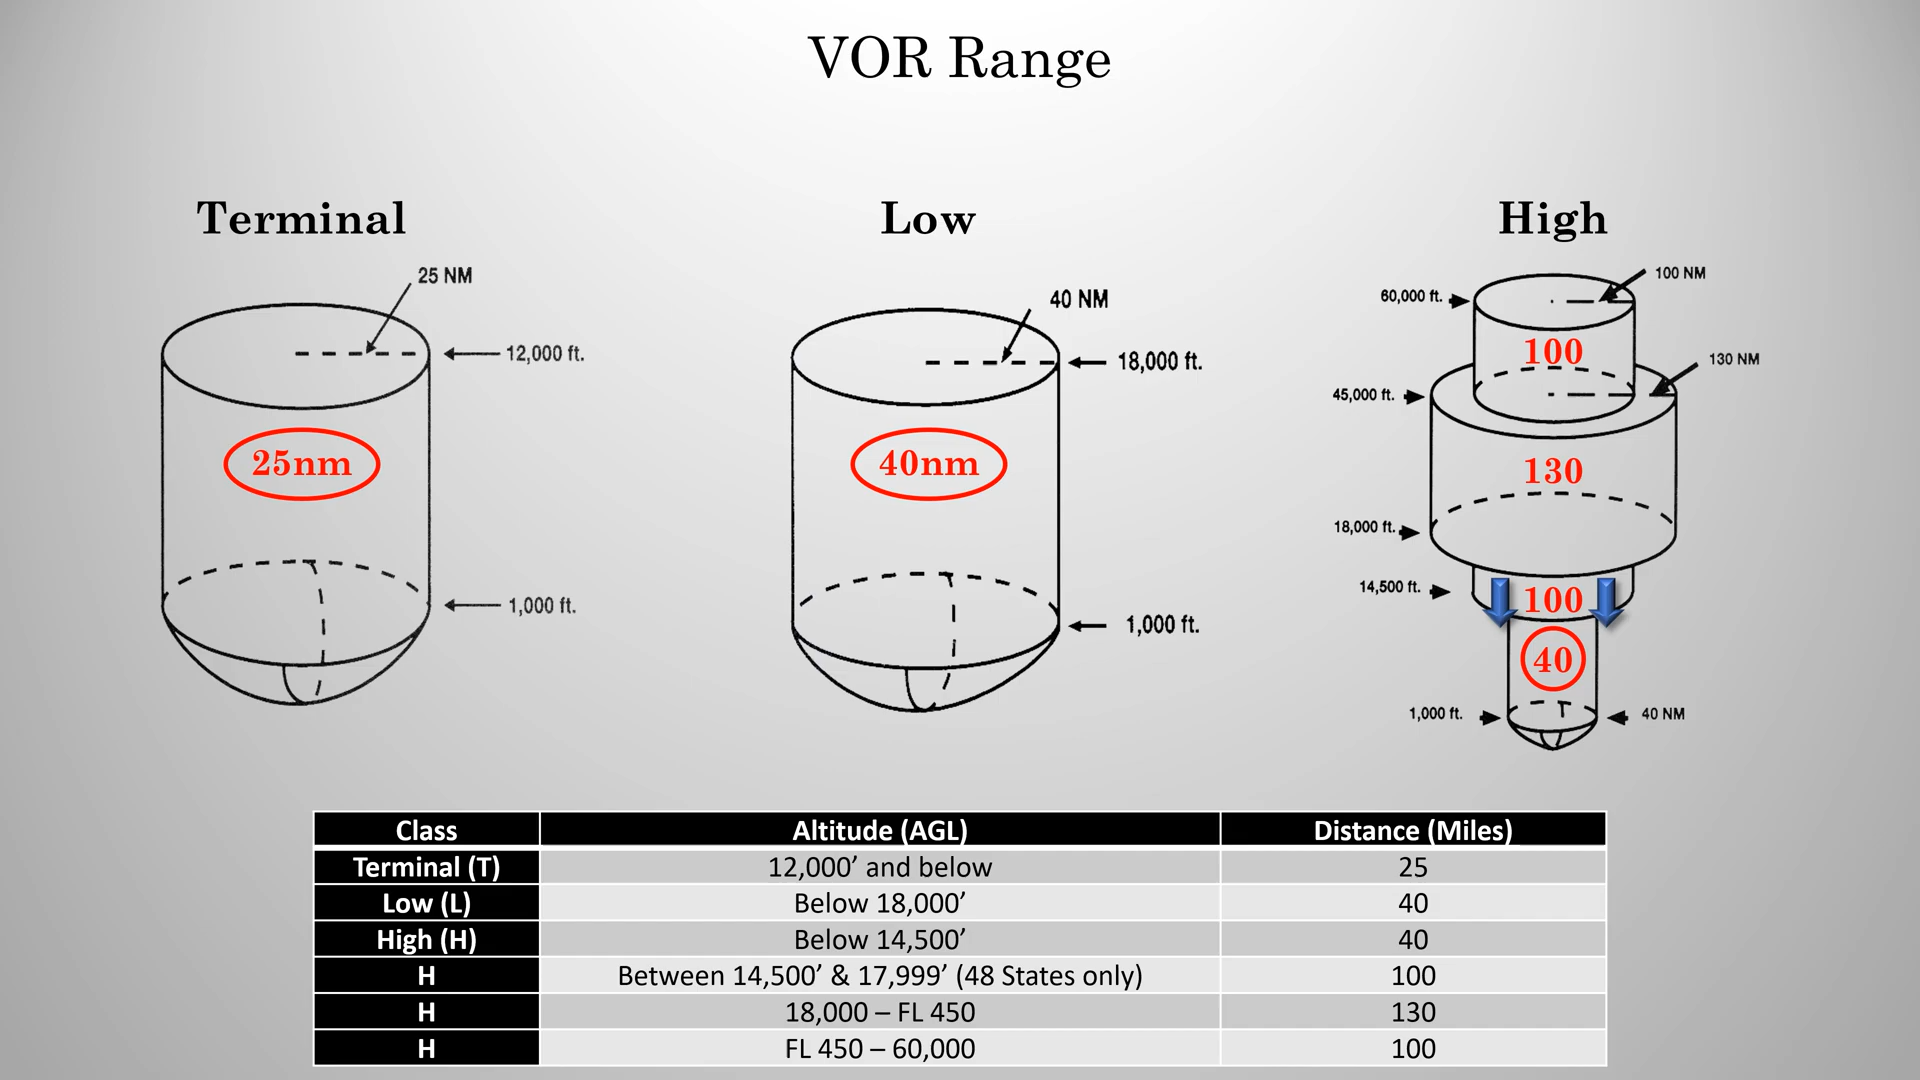 VOR Range
Terminal
25 NM
12,000 ft.
25nm
1,000 ft.
Low
40 NM
18,000 ft.
40nm
1,000 ft.
High
100 NM
60,000 ft.
100
130 NM
45,000 ft.
130
18,000 ft.
14,500 ft.
100
40
1,000 ft.
40 NM
Class Altitude (AGL) Distance (Miles)
Terminal (T) 12,000’ and below 25
Low (L) Below 18,000’ 40
High (H) Below 14,500’ 40
H Between 14,500’ & 17,999’ (48 States only) 100
H 18,000 – FL 450 130
H FL 450 – 60,000 100